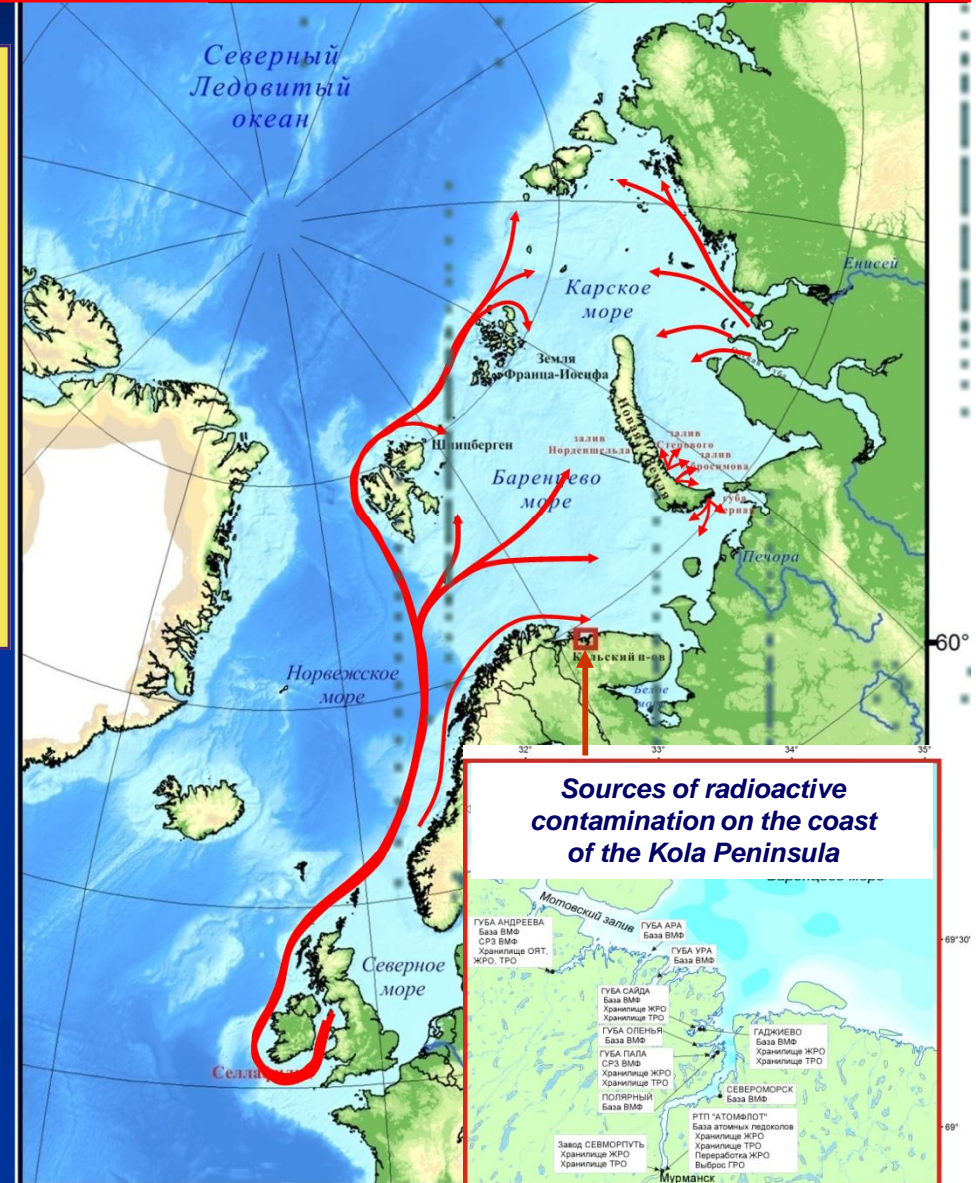 Северный
Ледовитый
океан
Енисей
Карское
море
Земля
Франца-Иосифа
Шпицберген
залив
Норденшельда
залив
Степового
залив
Баренцево
море
Печора
60°
Норвежское
море
Кольский п-ов
Белое
32°
33°
34°
35°
Sources of radioactive
contamination on the coast
of the Kola Peninsula
Мотовский залив
ГУБА АНДРЕЕВА
База ВМФ
СРЗ ВМФ
Хранилище ОЯТ,
ЖРО, ТРО
ГУБА АРА
База ВМФ
69°30'
ГУБА УРА
База ВМФ
Северное
море
ГУБА САЙДА
База ВМФ
Хранилище ЖРО
Хранилище ТРО
ГУБА ОЛЕНЬЯ
База ВМФ
ГАДЖИЕВО
База ВМФ
Хранилище ЖРО
Хранилище ТРО
ГУБА ПАЛА
СРЗ ВМФ
Хранилище ЖРО
Хранилище ТРО
ПОЛЯРНЫЙ
База ВМФ
СЕВЕРОМОРСК
База ВМФ
69°
РТП "АТОМФЛОТ"
База атомных ледоколов
Хранилище ЖРО
Хранилище ТРО
Переработка ЖРО
Выброс ГРО
Завод СЕВМОРПУТЬ
Хранилище ЖРО
Хранилище ТРО
Мурманск